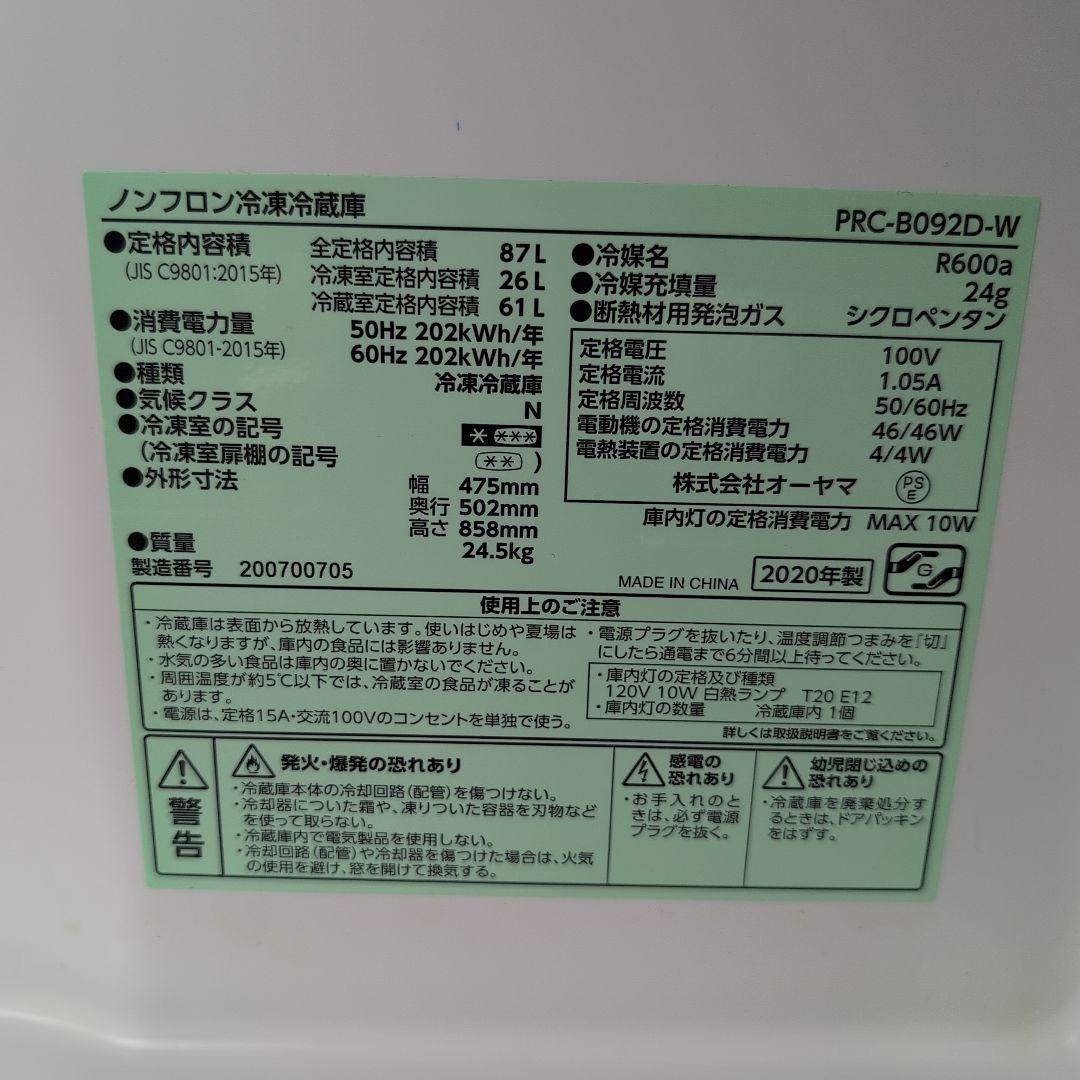 ノンフロン冷凍冷蔵庫
PRC-B092D-W
●定格内容積 全定格内容積 87L
(JIS C9801:2015年) 冷凍室定格内容積 26L
冷蔵室定格内容積 61L
●消費電力量 50Hz 202kWh/年
(JIS C9801-2015年) 60Hz 202kWh/年
●種類 冷凍冷蔵庫
●気候クラス N
●冷凍室の記号 * ***
(冷凍室扉棚の記号 ** )
●外形寸法 幅 475mm
奥行 502mm
高さ 858mm
●質量 24.5kg
製造番号 200700705
●冷媒名 R600a
●冷媒充填量 24g
●断熱材用発泡ガス シクロペンタン
定格電圧 100V
定格電流 1.05A
定格周波数 50/60Hz
電動機の定格消費電力 46/46W
電熱装置の定格消費電力 4/4W
株式会社オーヤマ PS E
庫内灯の定格消費電力 MAX 10W
MADE IN CHINA 2020年製 G
使用上のご注意
・冷蔵庫は表面から放熱しています。使いはじめや夏場は
熱くなりますが、庫内の食品には影響ありません。
・水気の多い食品は庫内の奥に置かないでください。
・周囲温度が約5℃以下では、冷蔵室の食品が凍ることが
あります。
・電源は、定格15A・交流100Vのコンセントを単独で使う。
・電源プラグを抜いたり、温度調節つまみを『切』
にしたら通電まで6分間以上待ってください。
・庫内灯の定格及び種類
120V 10W 白熱ランプ T20 E12
・庫内灯の数量 冷蔵庫内 1個
詳しくは取扱説明書をご覧ください。
警告
発火・爆発の恐れあり
・冷蔵庫本体の冷却回路(配管)を傷つけない。
・冷却器についた霜や、凍りついた容器を刃物など
を使って取らない。
・冷蔵庫内で電気製品を使用しない。
・冷却回路(配管)や冷却器を傷つけた場合は、火気
の使用を避け、窓を開けて換気する。
感電の
恐れあり
・お手入れのと
きは、必ず電源
プラグを抜く。
幼児閉じ込めの
恐れあり
・冷蔵庫を廃棄処分す
るときは、ドアパッキン
をはずす。